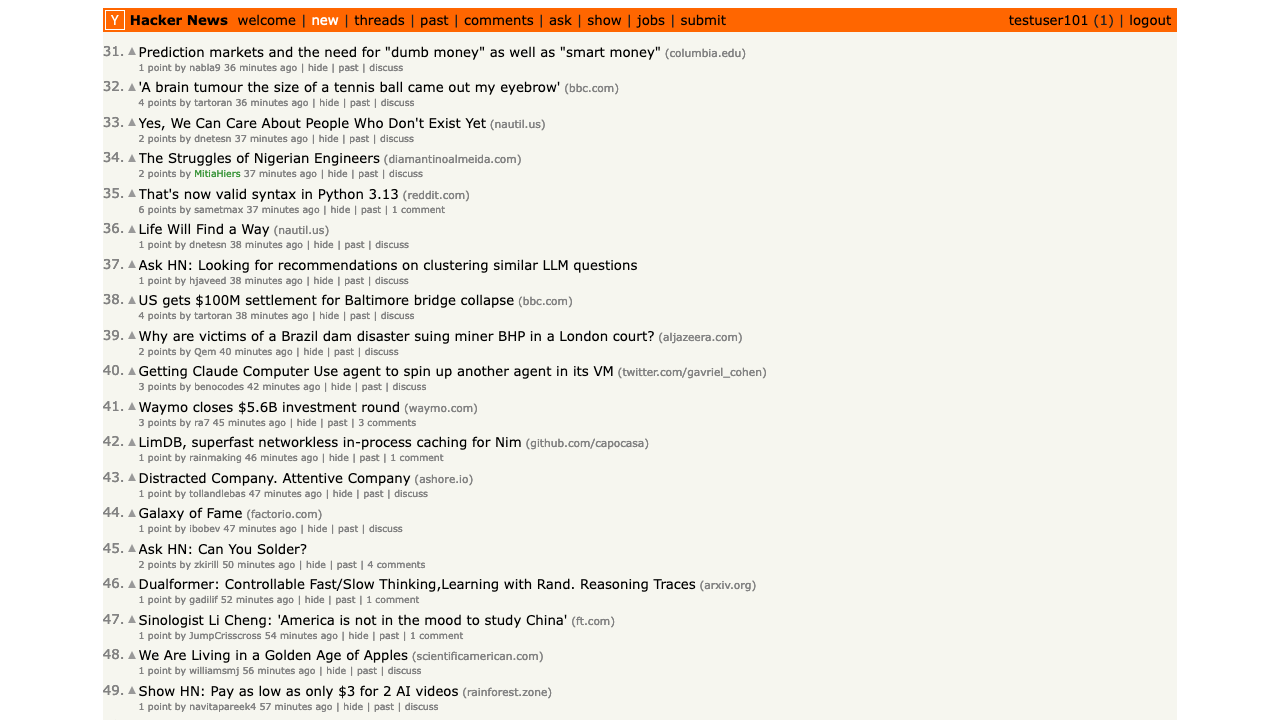 Y Hacker News welcome | new | threads | past | comments | ask | show | jobs | submit testuser101 (1) | logout
31. Prediction markets and the need for "dumb money" as well as "smart money" (columbia.edu)
1 point by nabla9 36 minutes ago | hide | past | discuss
32. 'A brain tumour the size of a tennis ball came out my eyebrow' (bbc.com)
4 points by tartoran 36 minutes ago | hide | past | discuss
33. Yes, We Can Care About People Who Don't Exist Yet (nautil.us)
2 points by dnetesn 37 minutes ago | hide | past | discuss
34. The Struggles of Nigerian Engineers (diamantinoalmeida.com)
2 points by MitiaHiers 37 minutes ago | hide | past | discuss
35. That's now valid syntax in Python 3.13 (reddit.com)
6 points by sametmax 37 minutes ago | hide | past | 1 comment
36. Life Will Find a Way (nautil.us)
1 point by dnetesn 38 minutes ago | hide | past | discuss
37. Ask HN: Looking for recommendations on clustering similar LLM questions
1 point by hjaveed 38 minutes ago | hide | past | discuss
38. US gets $100M settlement for Baltimore bridge collapse (bbc.com)
4 points by tartoran 38 minutes ago | hide | past | discuss
39. Why are victims of a Brazil dam disaster suing miner BHP in a London court? (aljazeera.com)
2 points by Qem 40 minutes ago | hide | past | discuss
40. Getting Claude Computer Use agent to spin up another agent in its VM (twitter.com/gavriel_cohen)
3 points by benocodes 42 minutes ago | hide | past | discuss
41. Waymo closes $5.6B investment round (waymo.com)
3 points by ra7 45 minutes ago | hide | past | 3 comments
42. LimDB, superfast networkless in-process caching for Nim (github.com/capocasa)
1 point by rainmaking 46 minutes ago | hide | past | 1 comment
43. Distracted Company. Attentive Company (ashore.io)
1 point by tollandlebas 47 minutes ago | hide | past | discuss
44. Galaxy of Fame (factorio.com)
1 point by ibobev 47 minutes ago | hide | past | discuss
45. Ask HN: Can You Solder?
2 points by zkirill 50 minutes ago | hide | past | 4 comments
46. Dualformer: Controllable Fast/Slow Thinking,Learning with Rand. Reasoning Traces (arxiv.org)
1 point by gadilif 52 minutes ago | hide | past | 1 comment
47. Sinologist Li Cheng: 'America is not in the mood to study China' (ft.com)
1 point by JumpCrisscross 54 minutes ago | hide | past | 1 comment
48. We Are Living in a Golden Age of Apples (scientificamerican.com)
1 point by williamsmj 56 minutes ago | hide | past | discuss
49. Show HN: Pay as low as only $3 for 2 AI videos (rainforest.zone)
1 point by navitapareek4 57 minutes ago | hide | past | discuss